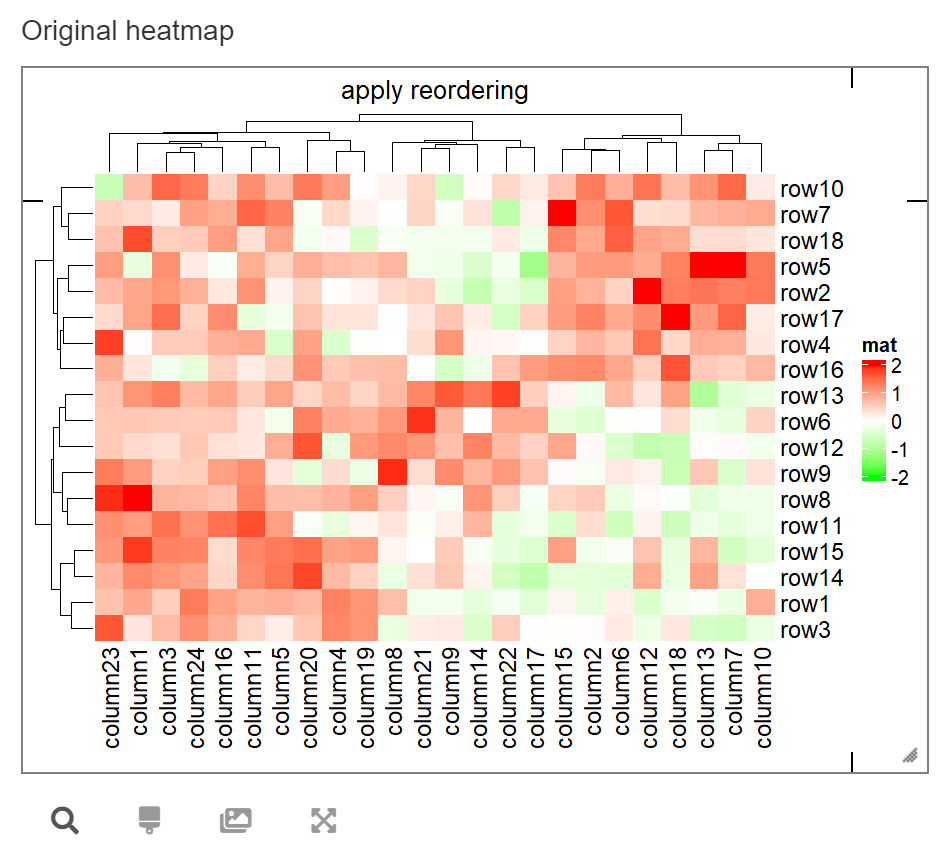 Original heatmap
apply reordering
row10
row7
row18
row5
row2
row17
row4
row16
row13
row6
row12
row9
row8
row11
row15
row14
row1
row3
mat
2
1
0
-1
-2
column23
column1
column3
column24
column16
column11
column5
column20
column4
column19
column8
column21
column9
column14
column22
column17
column15
column2
column6
column12
column18
column13
column7
column10